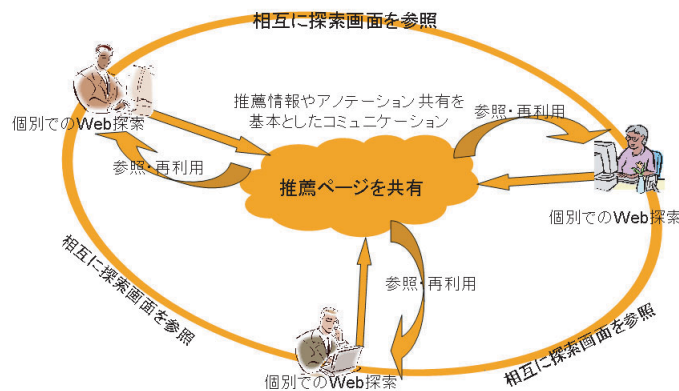 相互に探索画面を参照
個別でのWeb探索
推薦情報やアノテーション共有を
基本としたコミュニケーション
参照・再利用
参照・再利用
推薦ページを共有
個別でのWeb探索
相互に探索画面を参照
参照・再利用
相互に探索画面を参照
個別でのWeb探索